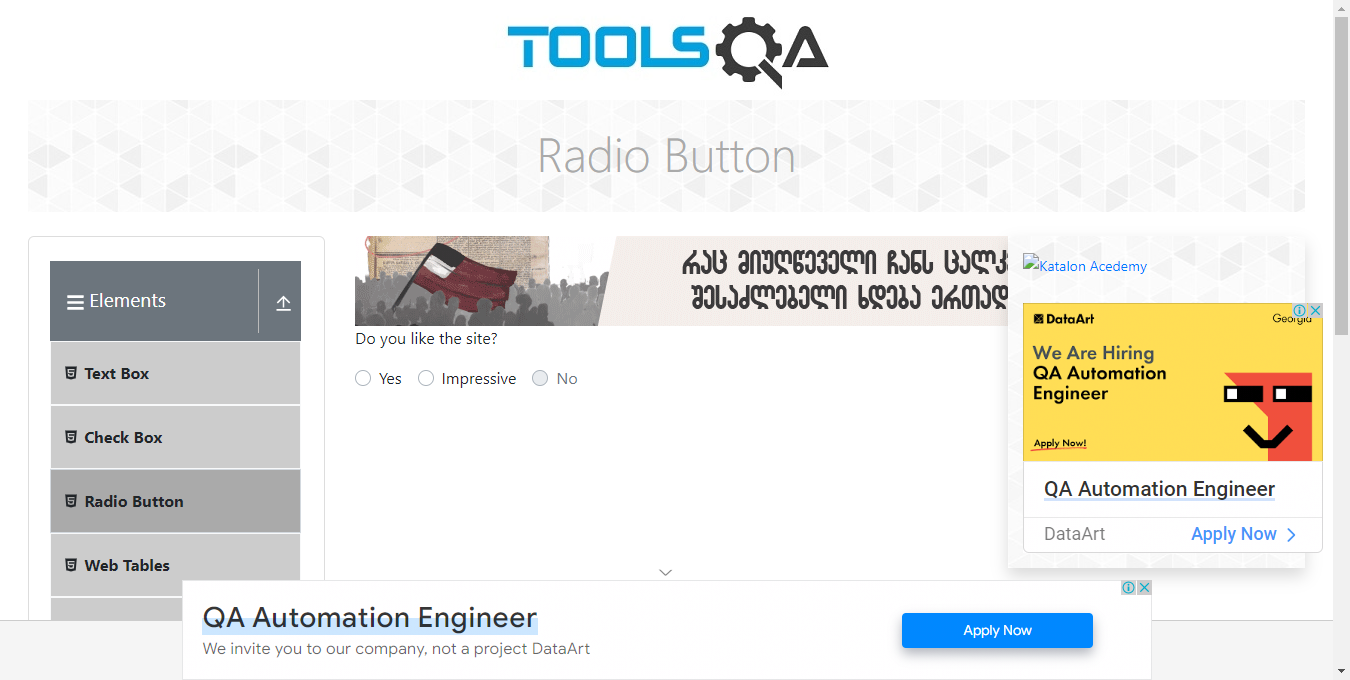 TOOLSQA
Radio Button
Elements
Text Box
Check Box
Radio Button
Web Tables
რაც მიუღწეველი ჩანს ცალკ
შესაძლებელი ხდება ერთად
Do you like the site?
Yes
Impressive
No
Katalon Acedemy
DataArt
Georgia
We Are Hiring
QA Automation
Engineer
Apply Now!
QA Automation Engineer
DataArt
Apply Now
QA Automation Engineer
We invite you to our company, not a project DataArt
Apply Now